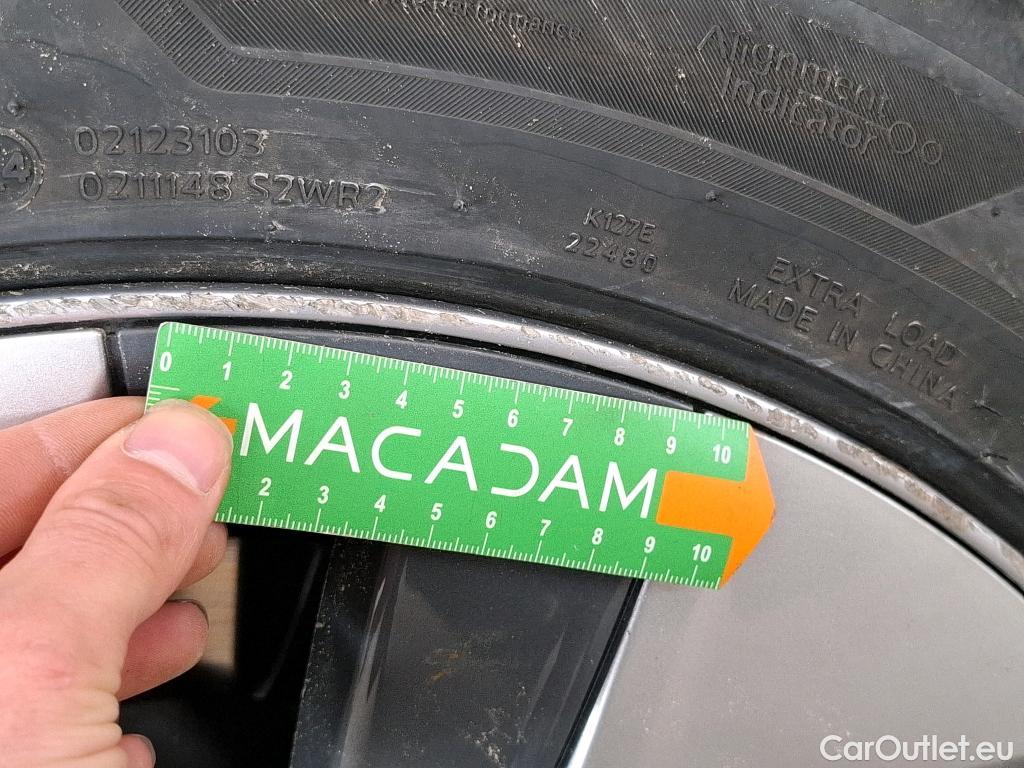 Performance
Alignment
Indicator
02123103
0211148 S2WR2
K127E
22480
EXTRA LOAD
MADE IN CHINA
0 1 2 3 4 5 6 7 8 9 10
MACADAM
2 3 4 5 6 7 8 9 10
CarOutlet.eu